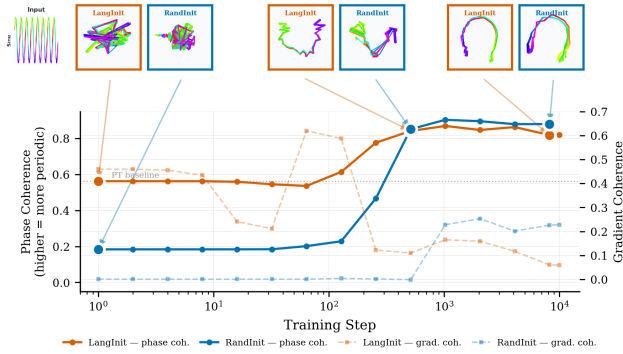 Input
LangInit
RandInit
LangInit
RandInit
LangInit
RandInit
Sine
Phase Coherence
(higher = more periodic)
0.8
0.6
0.4
0.2
0.0
PT baseline
0.7
0.6
0.5
0.4
0.3
0.2
0.1
0.0
Gradient Coherence
10^0
10^1
10^2
10^3
10^4
Training Step
LangInit — phase coh.
RandInit — phase coh.
LangInit — grad. coh.
RandInit — grad. coh.